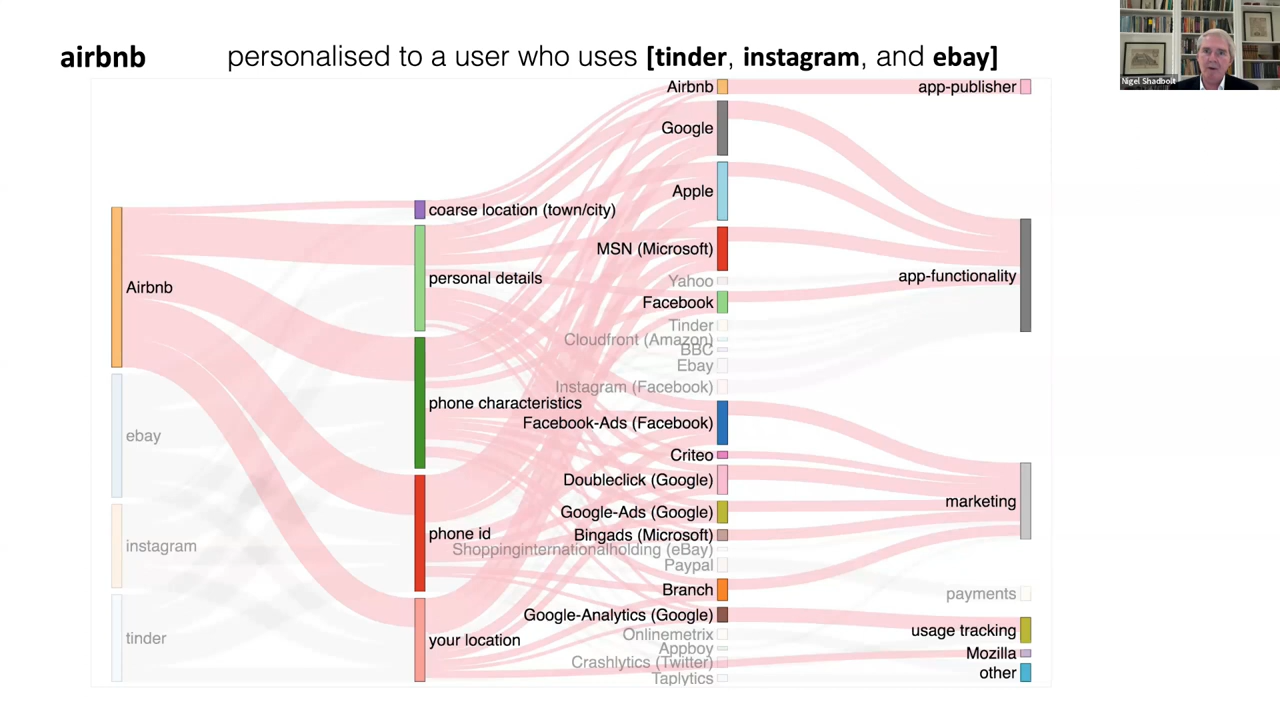 airbnb
personalised to a user who uses [tinder, instagram, and ebay]
Nigel Shadbolt
Airbnb
ebay
instagram
tinder
coarse location (town/city)
personal details
phone characteristics
phone id
your location
Airbnb
Google
Apple
MSN (Microsoft)
Yahoo
Facebook
Tinder
Cloudfront (Amazon)
BBC
Ebay
Instagram (Facebook)
Facebook-Ads (Facebook)
Criteo
Doubleclick (Google)
Google-Ads (Google)
Bingads (Microsoft)
Shoppinginternationalholding (eBay)
Paypal
Branch
Google-Analytics (Google)
Onlinemetrix
Appboy
Crashlytics (Twitter)
Taplytics
app-publisher
app-functionality
marketing
payments
usage tracking
Mozilla
other